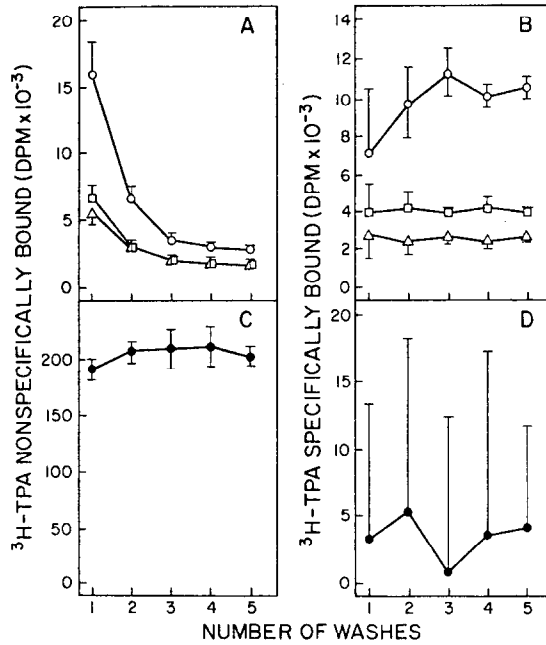 ³H-TPA NONSPECIFICALLY BOUND (DPM×10⁻³)
A
20
15
10
5
0
C
200
150
100
50
0
1 2 3 4 5
³H-TPA SPECIFICALLY BOUND (DPM×10⁻³)
B
14
12
10
8
6
4
2
0
D
20
15
10
5
0
1 2 3 4 5
NUMBER OF WASHES